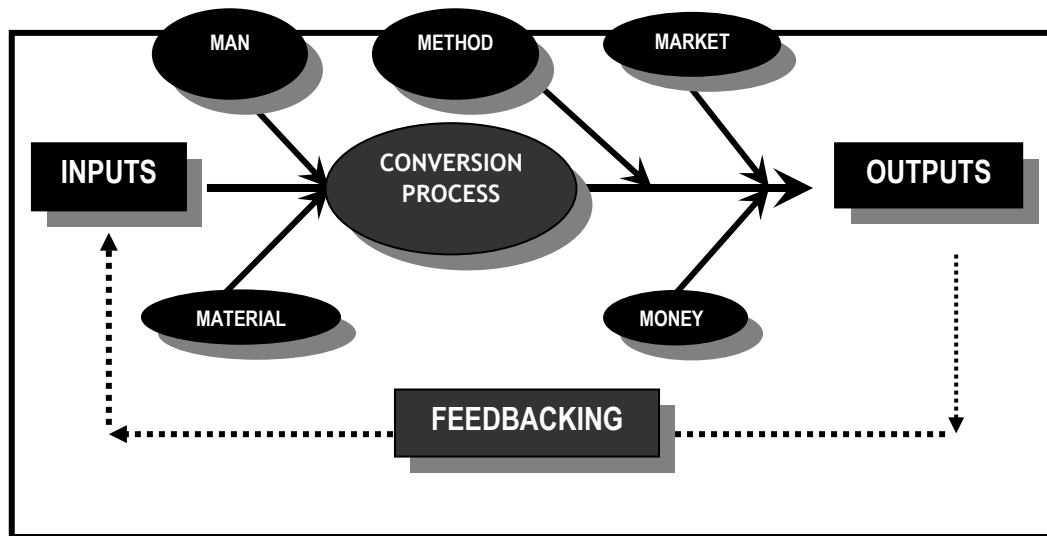 MAN
METHOD
MARKET
INPUTS
CONVERSION
PROCESS
OUTPUTS
MATERIAL
MONEY
FEEDBACKING